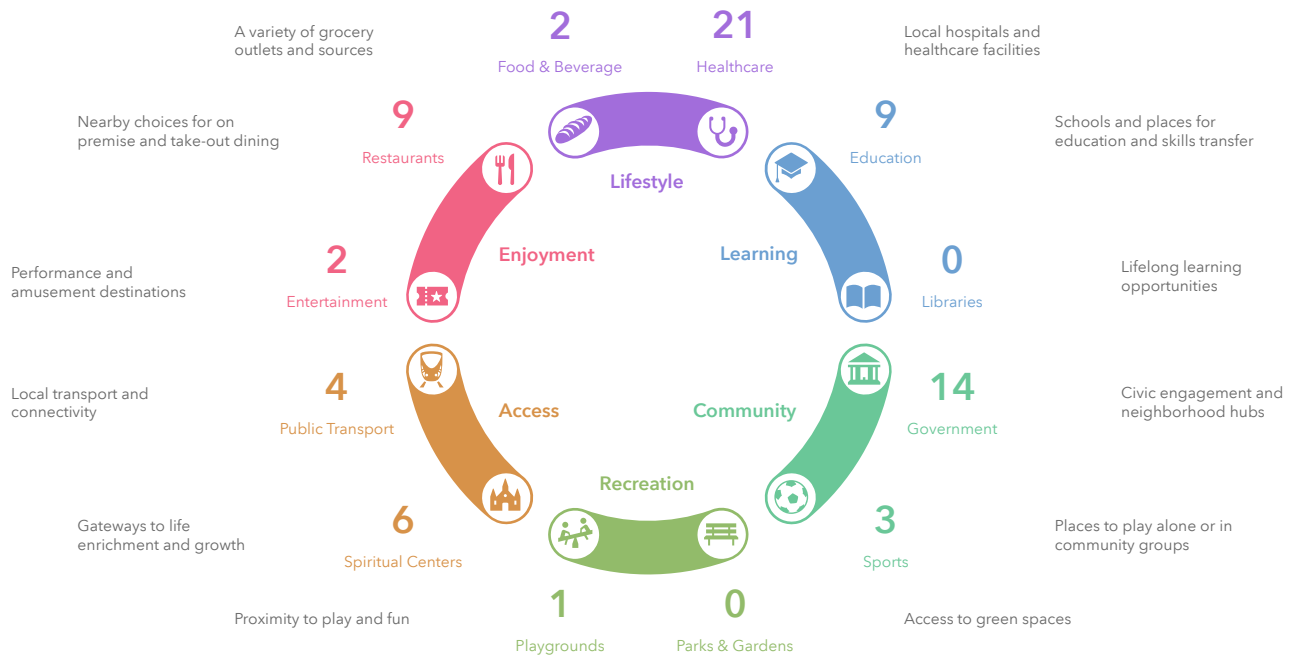 A variety of grocery
outlets and sources
2
Food & Beverage
21
Healthcare
Local hospitals and
healthcare facilities
Nearby choices for on
premise and take-out dining
9
Restaurants
9
Education
Schools and places for
education and skills transfer
Lifestyle
Enjoyment
Learning
Performance and
amusement destinations
2
Entertainment
0
Libraries
Lifelong learning
opportunities
Local transport and
connectivity
4
Public Transport
Access
Community
14
Government
Civic engagement and
neighborhood hubs
Recreation
Gateways to life
enrichment and growth
6
Spiritual Centers
3
Sports
Places to play alone or in
community groups
Proximity to play and fun
1
Playgrounds
0
Parks & Gardens
Access to green spaces